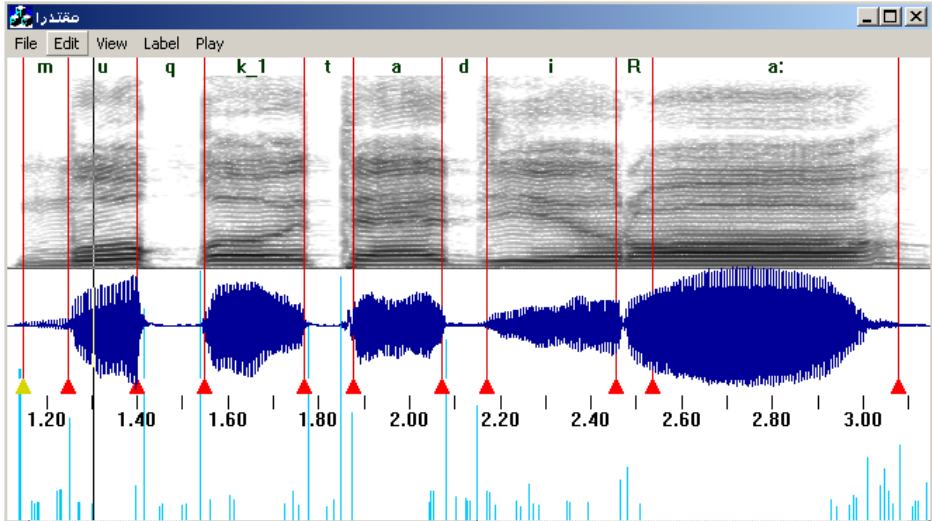 مقتدرا
File Edit View Label Play
m u q k_1 t a d i R a:
1.20 1.40 1.60 1.80 2.00 2.20 2.40 2.60 2.80 3.00